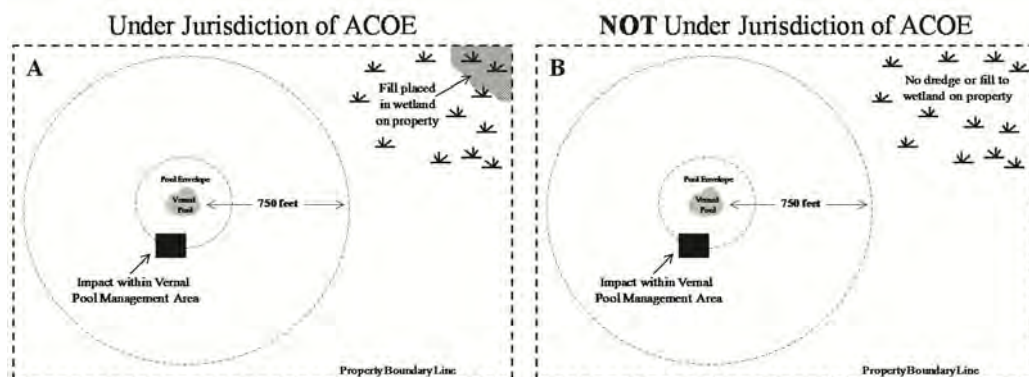 Under Jurisdiction of ACOE
A
Fill placed
in wetland
on property
Pool Envelope
Vernal
Pool
750 feet
Impact within Vernal
Pool Management Area
Property Boundary Line
NOT Under Jurisdiction of ACOE
B
No dredge or fill to
wetland on property
Pool Envelope
Vernal
Pool
750 feet
Impact within Vernal
Pool Management Area
Property Boundary Line